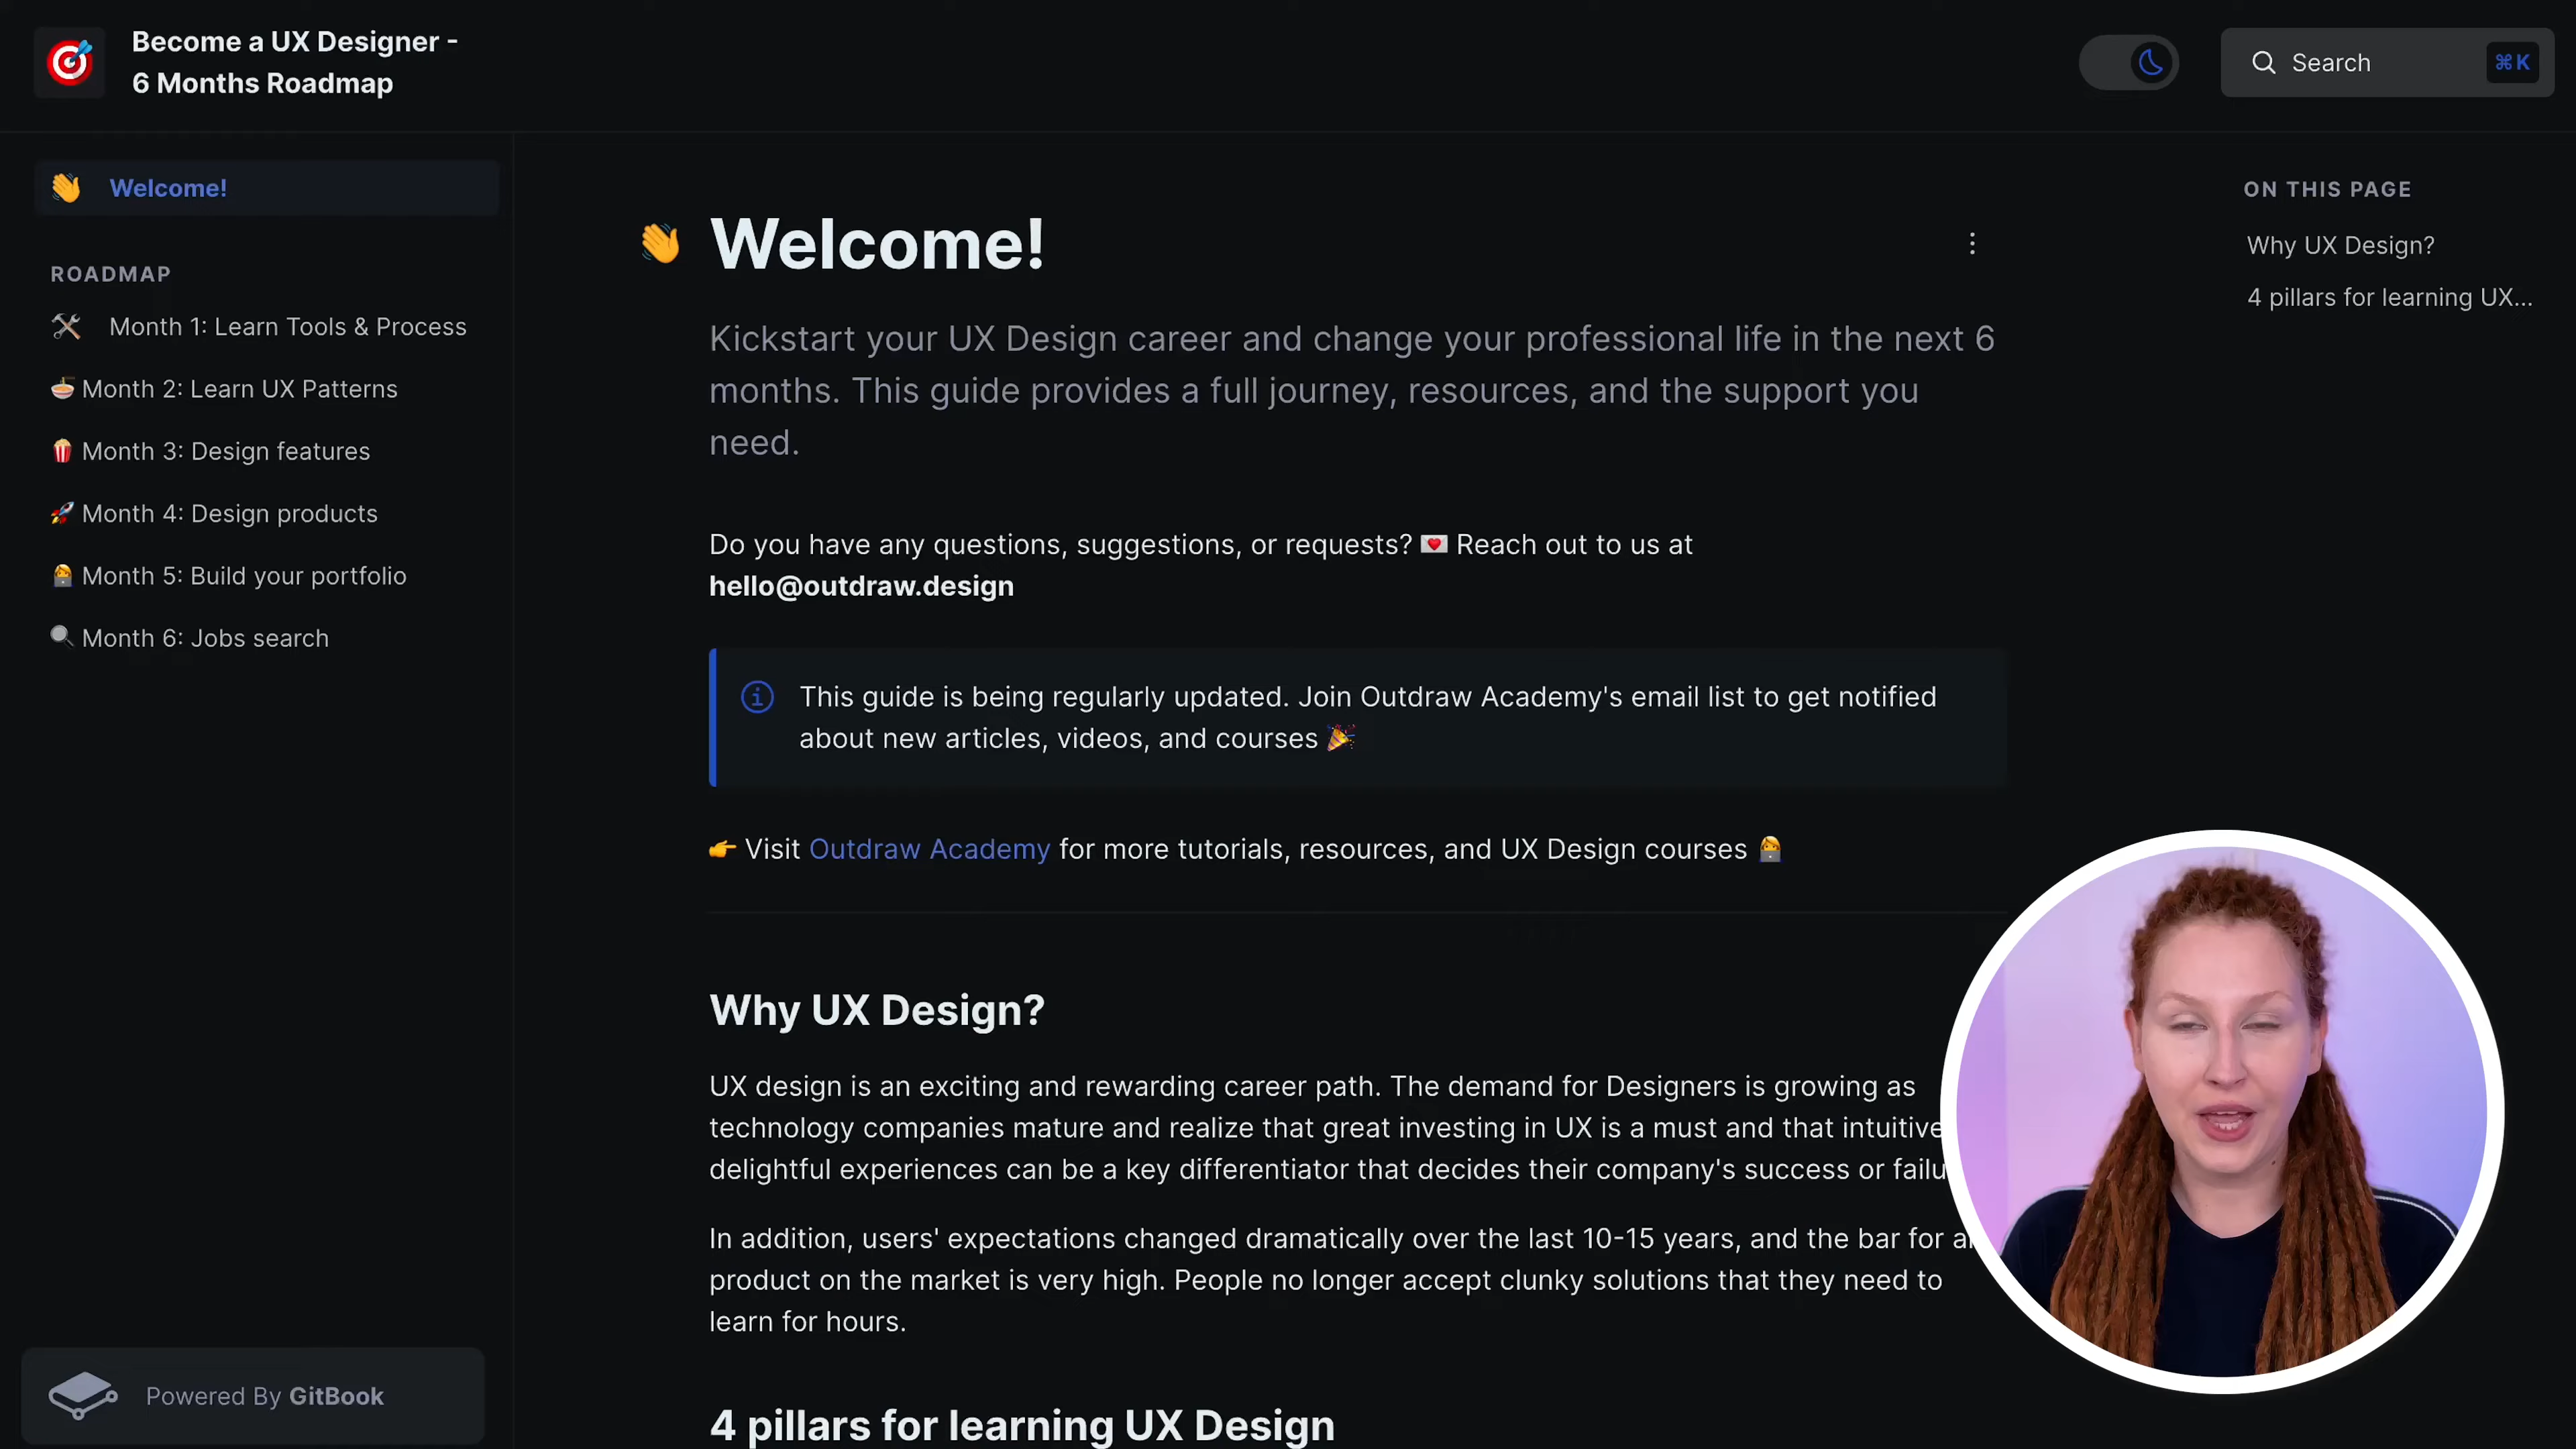 Become a UX Designer -
6 Months Roadmap
Search
⌘K
Welcome!
ROADMAP
Month 1: Learn Tools & Process
Month 2: Learn UX Patterns
Month 3: Design features
Month 4: Design products
Month 5: Build your portfolio
Month 6: Jobs search
Powered By GitBook
Welcome!
Kickstart your UX Design career and change your professional life in the next 6
months. This guide provides a full journey, resources, and the support you
need.
Do you have any questions, suggestions, or requests? 💌 Reach out to us at
hello@outdraw.design
This guide is being regularly updated. Join Outdraw Academy's email list to get notified
about new articles, videos, and courses 🎉
👉 Visit Outdraw Academy for more tutorials, resources, and UX Design courses 👩‍💻
Why UX Design?
UX design is an exciting and rewarding career path. The demand for Designers is growing as
technology companies mature and realize that great investing in UX is a must and that intuitive
delightful experiences can be a key differentiator that decides their company's success or
In addition, users' expectations changed dramatically over the last 10-15 years, and the bar for
product on the market is very high. People no longer accept clunky solutions that they need to
learn for hours.
4 pillars for learning UX Design
ON THIS PAGE
Why UX Design?
4 pillars for learning UX...